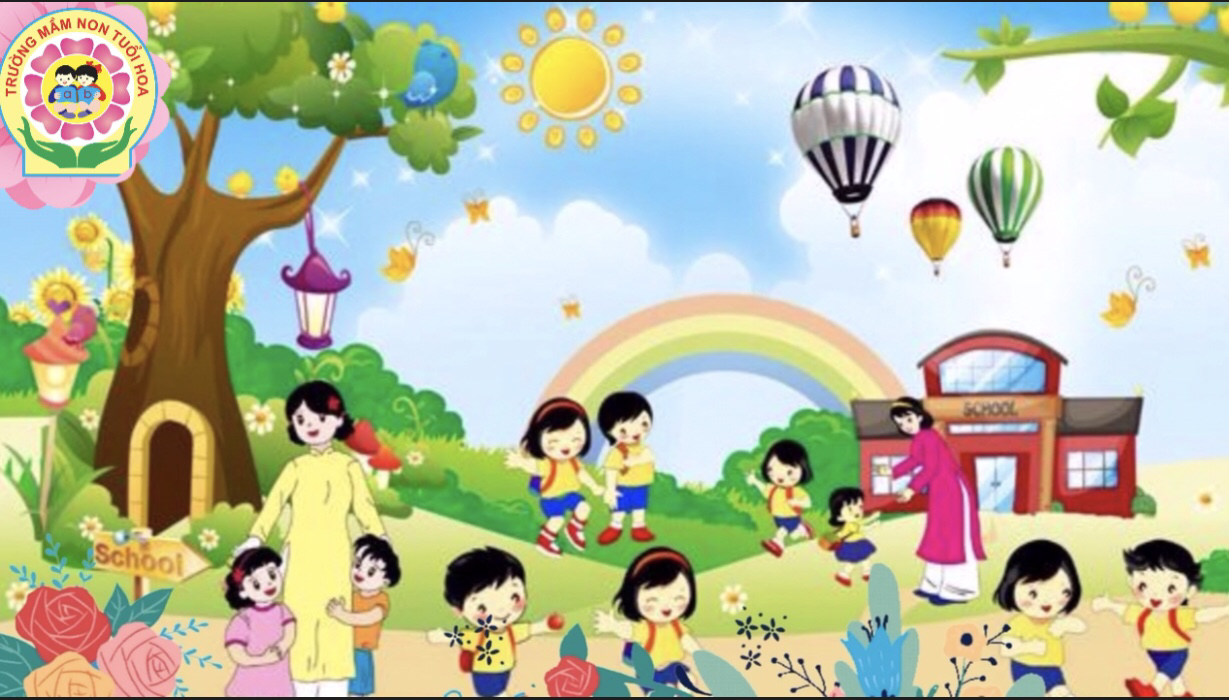 TRƯỜNG MẦM NON TUỔI HOA
a b
SCHOOL
School